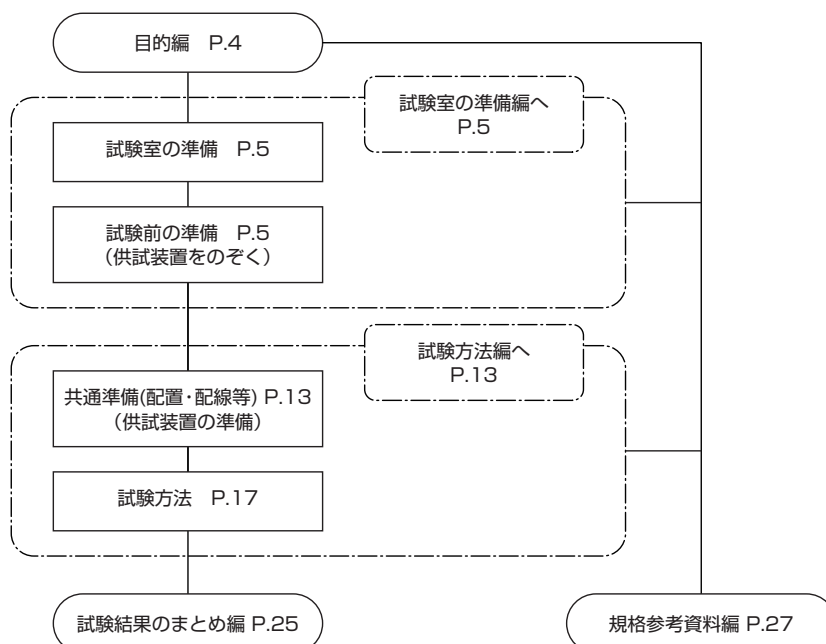 目的編　P.4
試験室の準備編へ
P.5
試験室の準備　P.5
試験前の準備　P.5
（供試装置をのぞく）
試験方法編へ
P.13
共通準備(配置･配線等) P.13
（供試装置の準備）
試験方法　P.17
試験結果のまとめ編 P.25
規格参考資料編 P.27